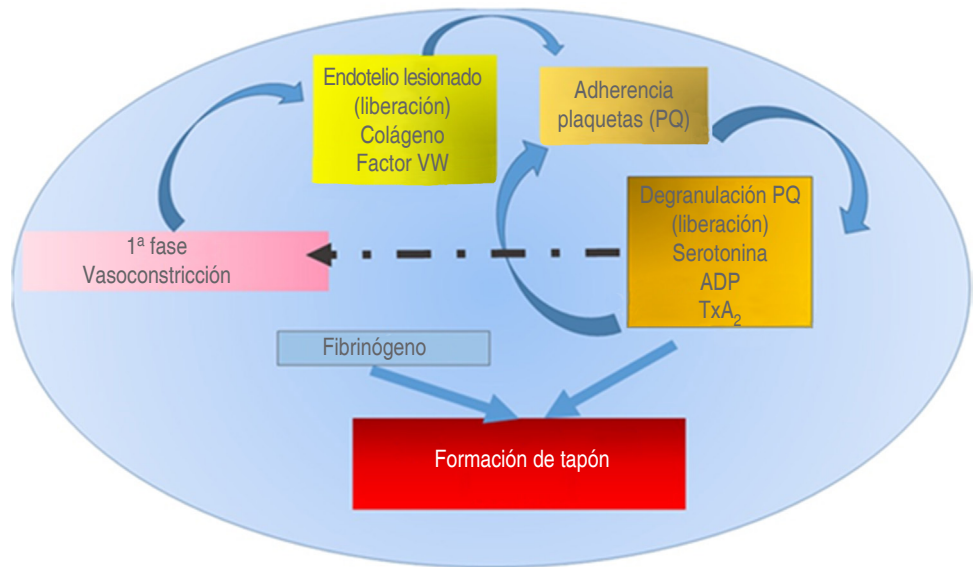 Endotelio lesionado
(liberación)
Colágeno
Factor VW
Adherencia
plaquetas (PQ)
Degranulación PQ
(liberación)
Serotonina
ADP
TxA₂
1ª fase
Vasoconstricción
Fibrinógeno
Formación de tapón